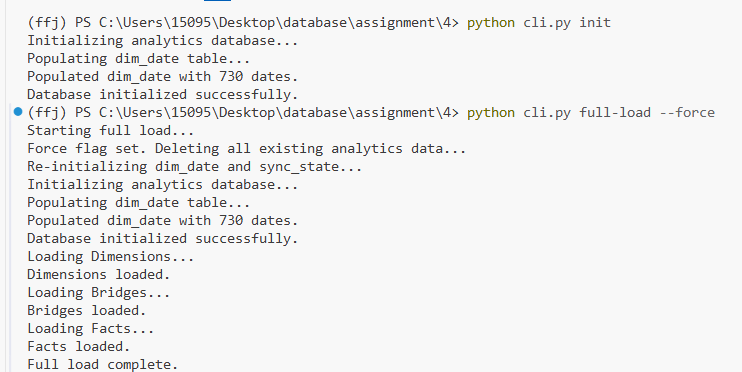 (ffj) PS C:\Users\15095\Desktop\database\assignment\4> python cli.py init
Initializing analytics database...
Populating dim_date table...
Populated dim_date with 730 dates.
Database initialized successfully.
(ffj) PS C:\Users\15095\Desktop\database\assignment\4> python cli.py full-load --force
Starting full load...
Force flag set. Deleting all existing analytics data...
Re-initializing dim_date and sync_state...
Initializing analytics database...
Populating dim_date table...
Populated dim_date with 730 dates.
Database initialized successfully.
Loading Dimensions...
Dimensions loaded.
Loading Bridges...
Bridges loaded.
Loading Facts...
Facts loaded.
Full load complete.